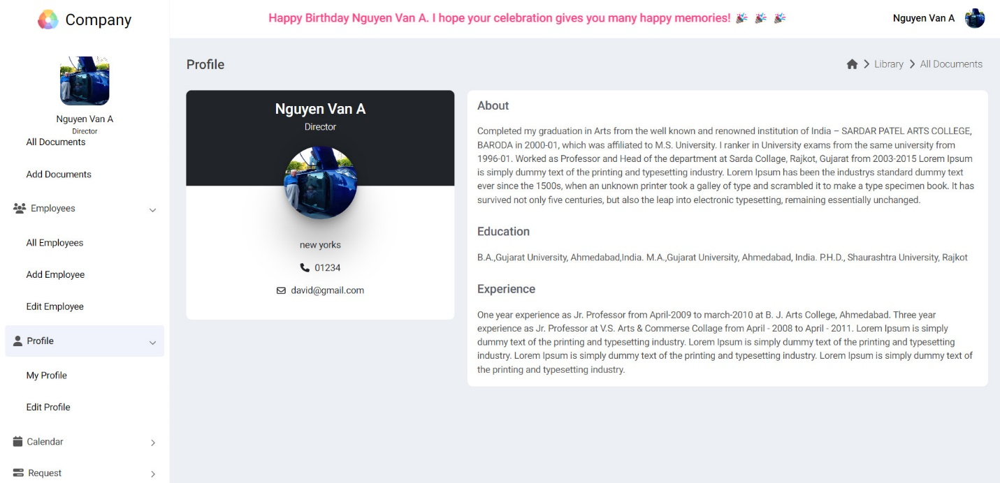 Company
Happy Birthday Nguyen Van A. I hope your celebration gives you many happy memories! 🎉 🎉 🎉
Nguyen Van A
Nguyen Van A
Director
All Documents
Add Documents
Employees
All Employees
Add Employee
Edit Employee
Profile
My Profile
Edit Profile
Calendar
Request
Profile
Library
All Documents
Nguyen Van A
Director
new yorks
01234
david@gmail.com
About
Completed my graduation in Arts from the well known and renowned institution of India – SARDAR PATEL ARTS COLLEGE,
BARODA in 2000-01, which was affiliated to M.S. University. I ranker in University exams from the same university from
1996-01. Worked as Professor and Head of the department at Sarda Collage, Rajkot, Gujarat from 2003-2015 Lorem Ipsum
is simply dummy text of the printing and typesetting industry. Lorem Ipsum has been the industrys standard dummy text
ever since the 1500s, when an unknown printer took a galley of type and scrambled it to make a type specimen book. It has
survived not only five centuries, but also the leap into electronic typesetting, remaining essentially unchanged.
Education
B.A.,Gujarat University, Ahmedabad,India. M.A.,Gujarat University, Ahmedabad, India. P.H.D., Shaurashtra University, Rajkot
Experience
One year experience as Jr. Professor from April-2009 to march-2010 at B. J. Arts College, Ahmedabad. Three year
experience as Jr. Professor at V.S. Arts & Commerse Collage from April - 2008 to April - 2011. Lorem Ipsum is simply
dummy text of the printing and typesetting industry. Lorem Ipsum is simply dummy text of the printing and typesetting
industry. Lorem Ipsum is simply dummy text of the printing and typesetting industry. Lorem Ipsum is simply dummy text of
the printing and typesetting industry.